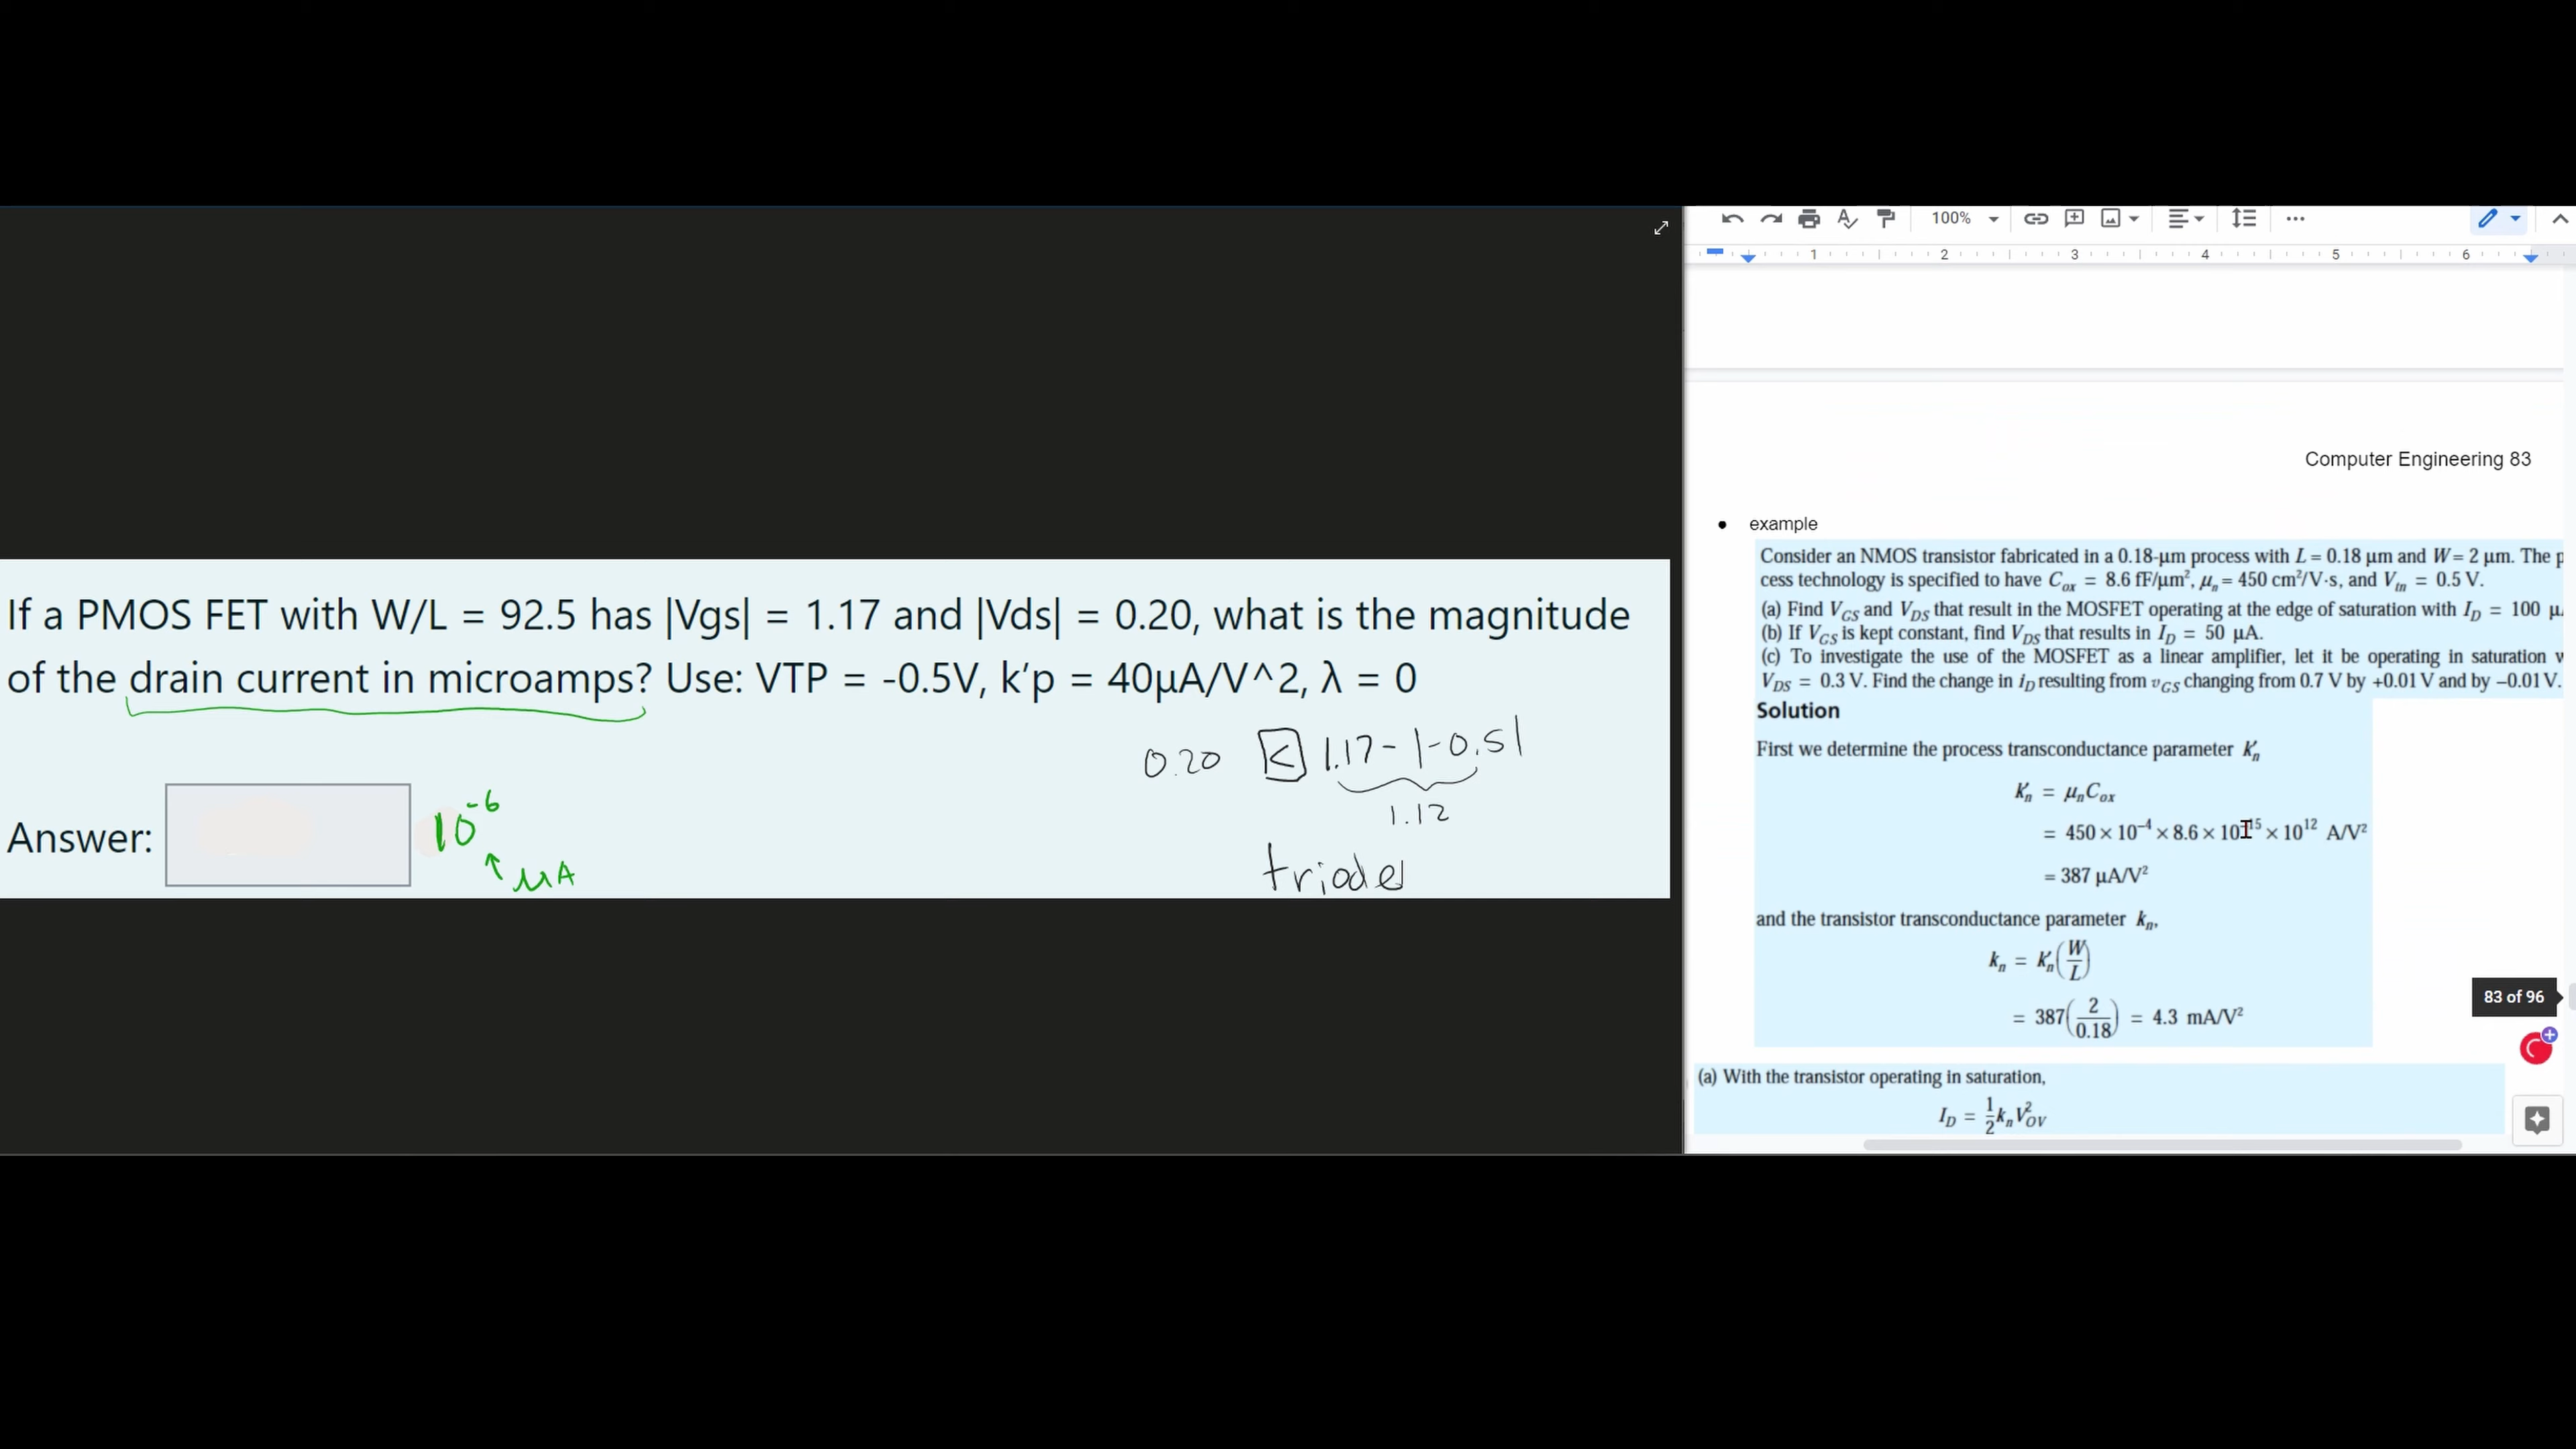 If a PMOS FET with W/L = 92.5 has |Vgs| = 1.17 and |Vds| = 0.20, what is the magnitude
of the drain current in microamps? Use: VTP = -0.5V, k′p = 40µA/V^2, λ = 0
0.20 < 1.17 - |-0.5|
1.12
Answer: 10⁻⁶
µA
triode
100%
1 2 3 4 5 6
Computer Engineering 83
● example
Consider an NMOS transistor fabricated in a 0.18-µm process with L = 0.18 µm and W = 2 µm. The p
cess technology is specified to have Cox = 8.6 fF/µm², µn = 450 cm²/V·s, and Vtn = 0.5 V.
(a) Find VGS and VDS that result in the MOSFET operating at the edge of saturation with ID = 100 µ
(b) If VGS is kept constant, find VDS that results in ID = 50 µA.
(c) To investigate the use of the MOSFET as a linear amplifier, let it be operating in saturation
VDS = 0.3 V. Find the change in iD resulting from vGS changing from 0.7 V by +0.01 V and by −0.01 V.
Solution
First we determine the process transconductance parameter K′n
K′n = µnCox
= 450 × 10⁻⁴ × 8.6 × 10⁻¹⁵ × 10¹² A/V²
= 387 µA/V²
and the transistor transconductance parameter kn,
kn = K′n(W/L)
= 387(2/0.18) = 4.3 mA/V²
83 of 96
(a) With the transistor operating in saturation,
ID = 1/2 knV²OV